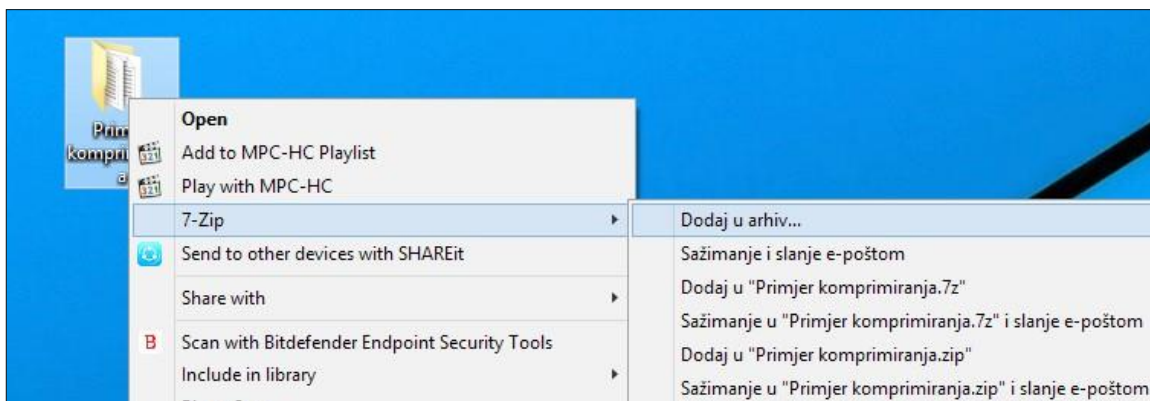 Open
Add to MPC-HC Playlist
Play with MPC-HC
7-Zip
Send to other devices with SHAREit
Share with
Scan with Bitdefender Endpoint Security Tools
Include in library
Dodaj u arhiv...
Sažimanje i slanje e-poštom
Dodaj u "Primjer komprimiranja.7z"
Sažimanje u "Primjer komprimiranja.7z" i slanje e-poštom
Dodaj u "Primjer komprimiranja.zip"
Sažimanje u "Primjer komprimiranja.zip" i slanje e-poštom